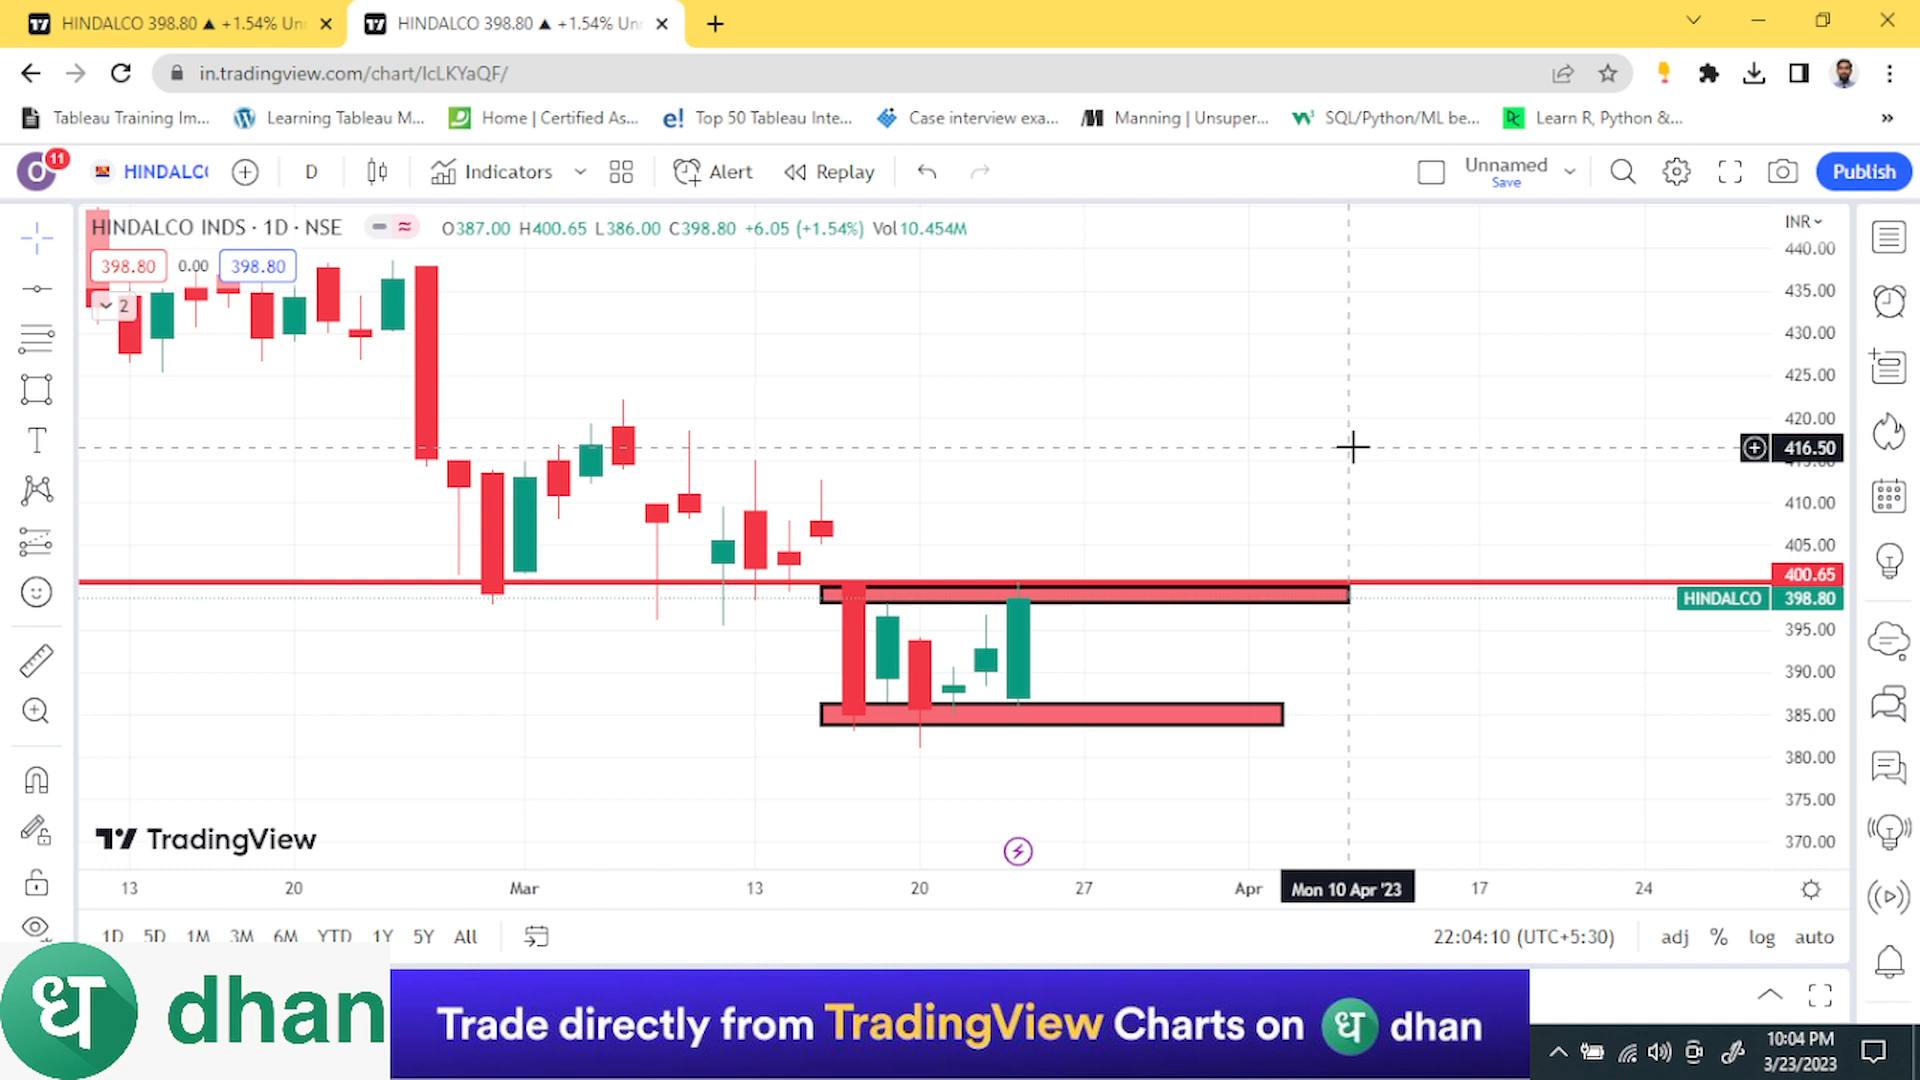 HINDALCO 398.80 ▲ +1.54% Un
HINDALCO 398.80 ▲ +1.54% Un
in.tradingview.com/chart/IcLKYaQF/
Tableau Training Im...
Learning Tableau M...
Home | Certified As...
Top 50 Tableau Inte...
Case interview exa...
Manning | Unsuper...
SQL/Python/ML be...
Learn R, Python &...
11
HINDALC
D
Indicators
Alert
Replay
Unnamed
Save
Publish
HINDALCO INDS · 1D · NSE
O387.00 H400.65 L386.00 C398.80 +6.05 (+1.54%) Vol10.454M
INR
398.80 0.00 398.80
2
440.00
435.00
430.00
425.00
420.00
416.50
410.00
405.00
400.65
HINDALCO 398.80
395.00
390.00
385.00
380.00
375.00
370.00
TradingView
13 20 Mar 13 20 27 Apr Mon 10 Apr '23 17 24
1D 5D 1M 3M 6M YTD 1Y 5Y All
22:04:10 (UTC+5:30) adj % log auto
ध dhan
Trade directly from TradingView Charts on ध dhan
10:04 PM
3/23/2023